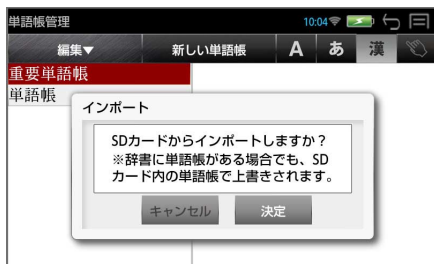 単語帳管理 10:04
編集▼ 新しい単語帳 A あ 漢
重要単語帳
単語帳
インポート
SDカードからインポートしますか？
※辞書に単語帳がある場合でも、SD
カード内の単語帳で上書きされます。
キャンセル 決定